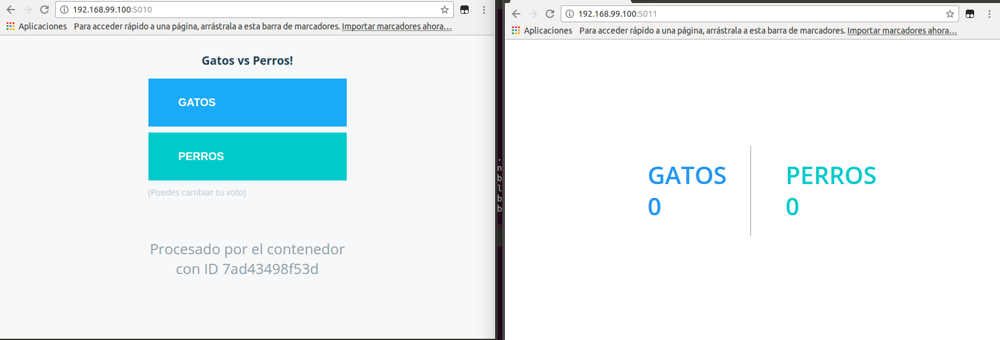 192.168.99.100:5010
Aplicaciones Para acceder rápido a una página, arrástrala a esta barra de marcadores. Importar marcadores ahora...
Gatos vs Perros!
GATOS
PERROS
(Puedes cambiar tu voto)
Procesado por el contenedor
con ID 7ad43498f53d
.
n
b
l
b
b
192.168.99.100:5011
Aplicaciones Para acceder rápido a una página, arrástrala a esta barra de marcadores. Importar marcadores ahora...
GATOS
0
PERROS
0